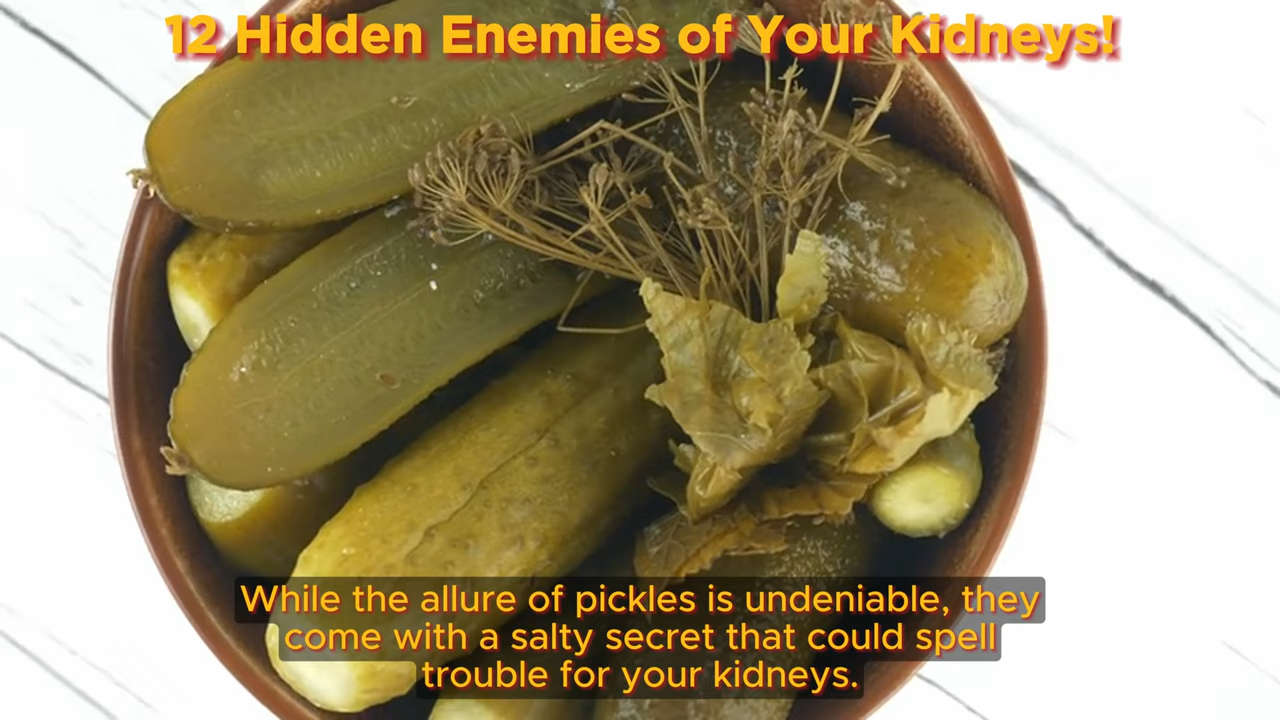 12 Hidden Enemies of Your Kidneys!
While the allure of pickles is undeniable, they
come with a salty secret that could spell
trouble for your kidneys.